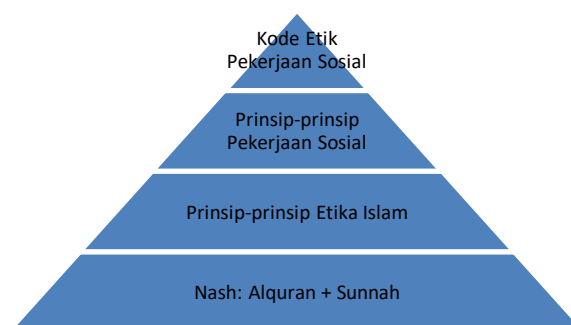 Kode Etik
Pekerjaan Sosial
Prinsip-prinsip
Pekerjaan Sosial
Prinsip-prinsip Etika Islam
Nash: Alquran + Sunnah